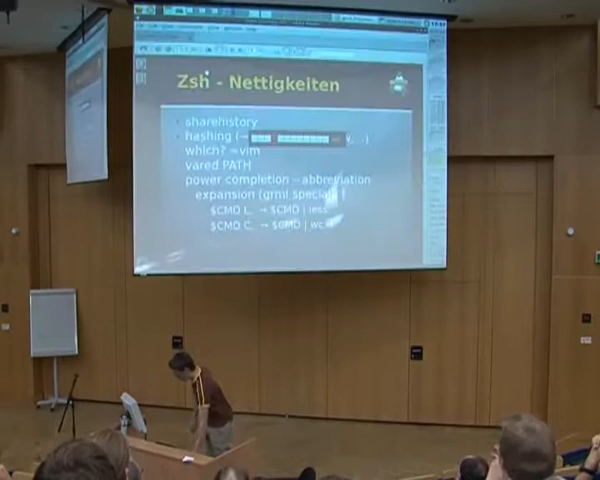 Zsh - Nettigkeiten
sharehistory
hashing (
which? =vim
vared PATH
power completion - abbreviation
expansion (grml special
$CMD L. → $CMD | less
$CMD C. → $CMD | wc -l